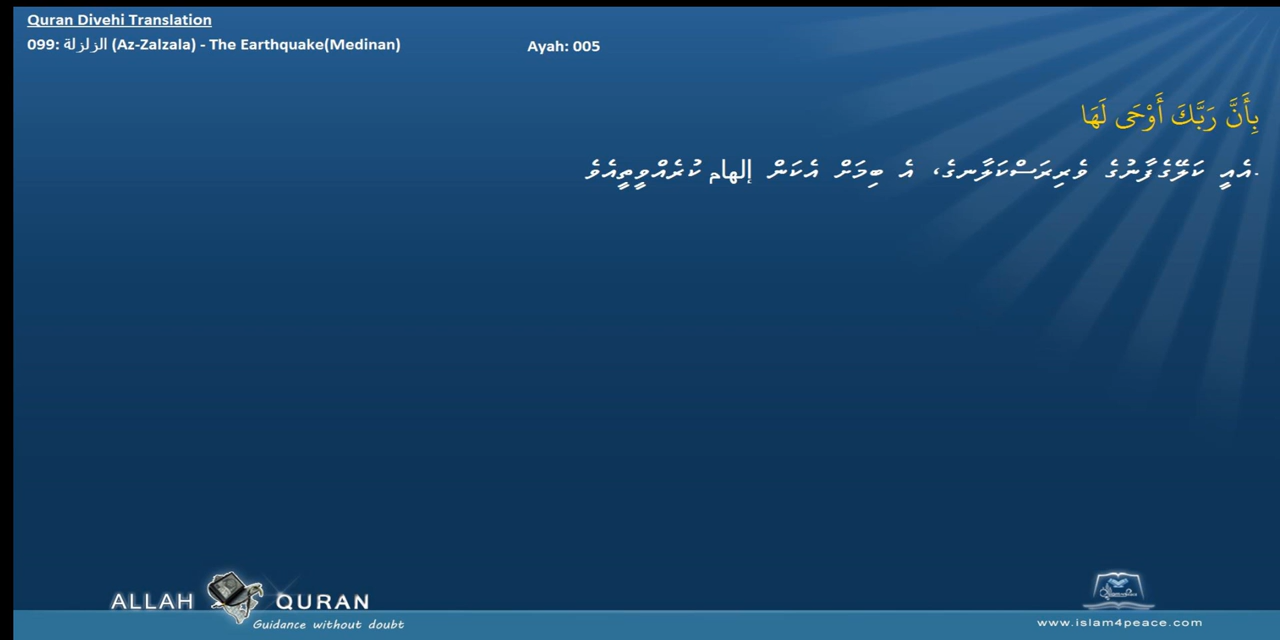 Quran Divehi Translation
099: الزلزلة (Az-Zalzala) - The Earthquake(Medinan) Ayah: 005
بِأَنَّ رَبَّكَ أَوْحَى لَهَا
އެއީ ކަލޭގެފާނުގެ ވެރިރަސްކަލާނގެ، އެ ބިމަށް އެކަން إلهام ކުރެއްވީތީއެވެ.
ALLAH QURAN
Guidance without doubt
www.islam4peace.com